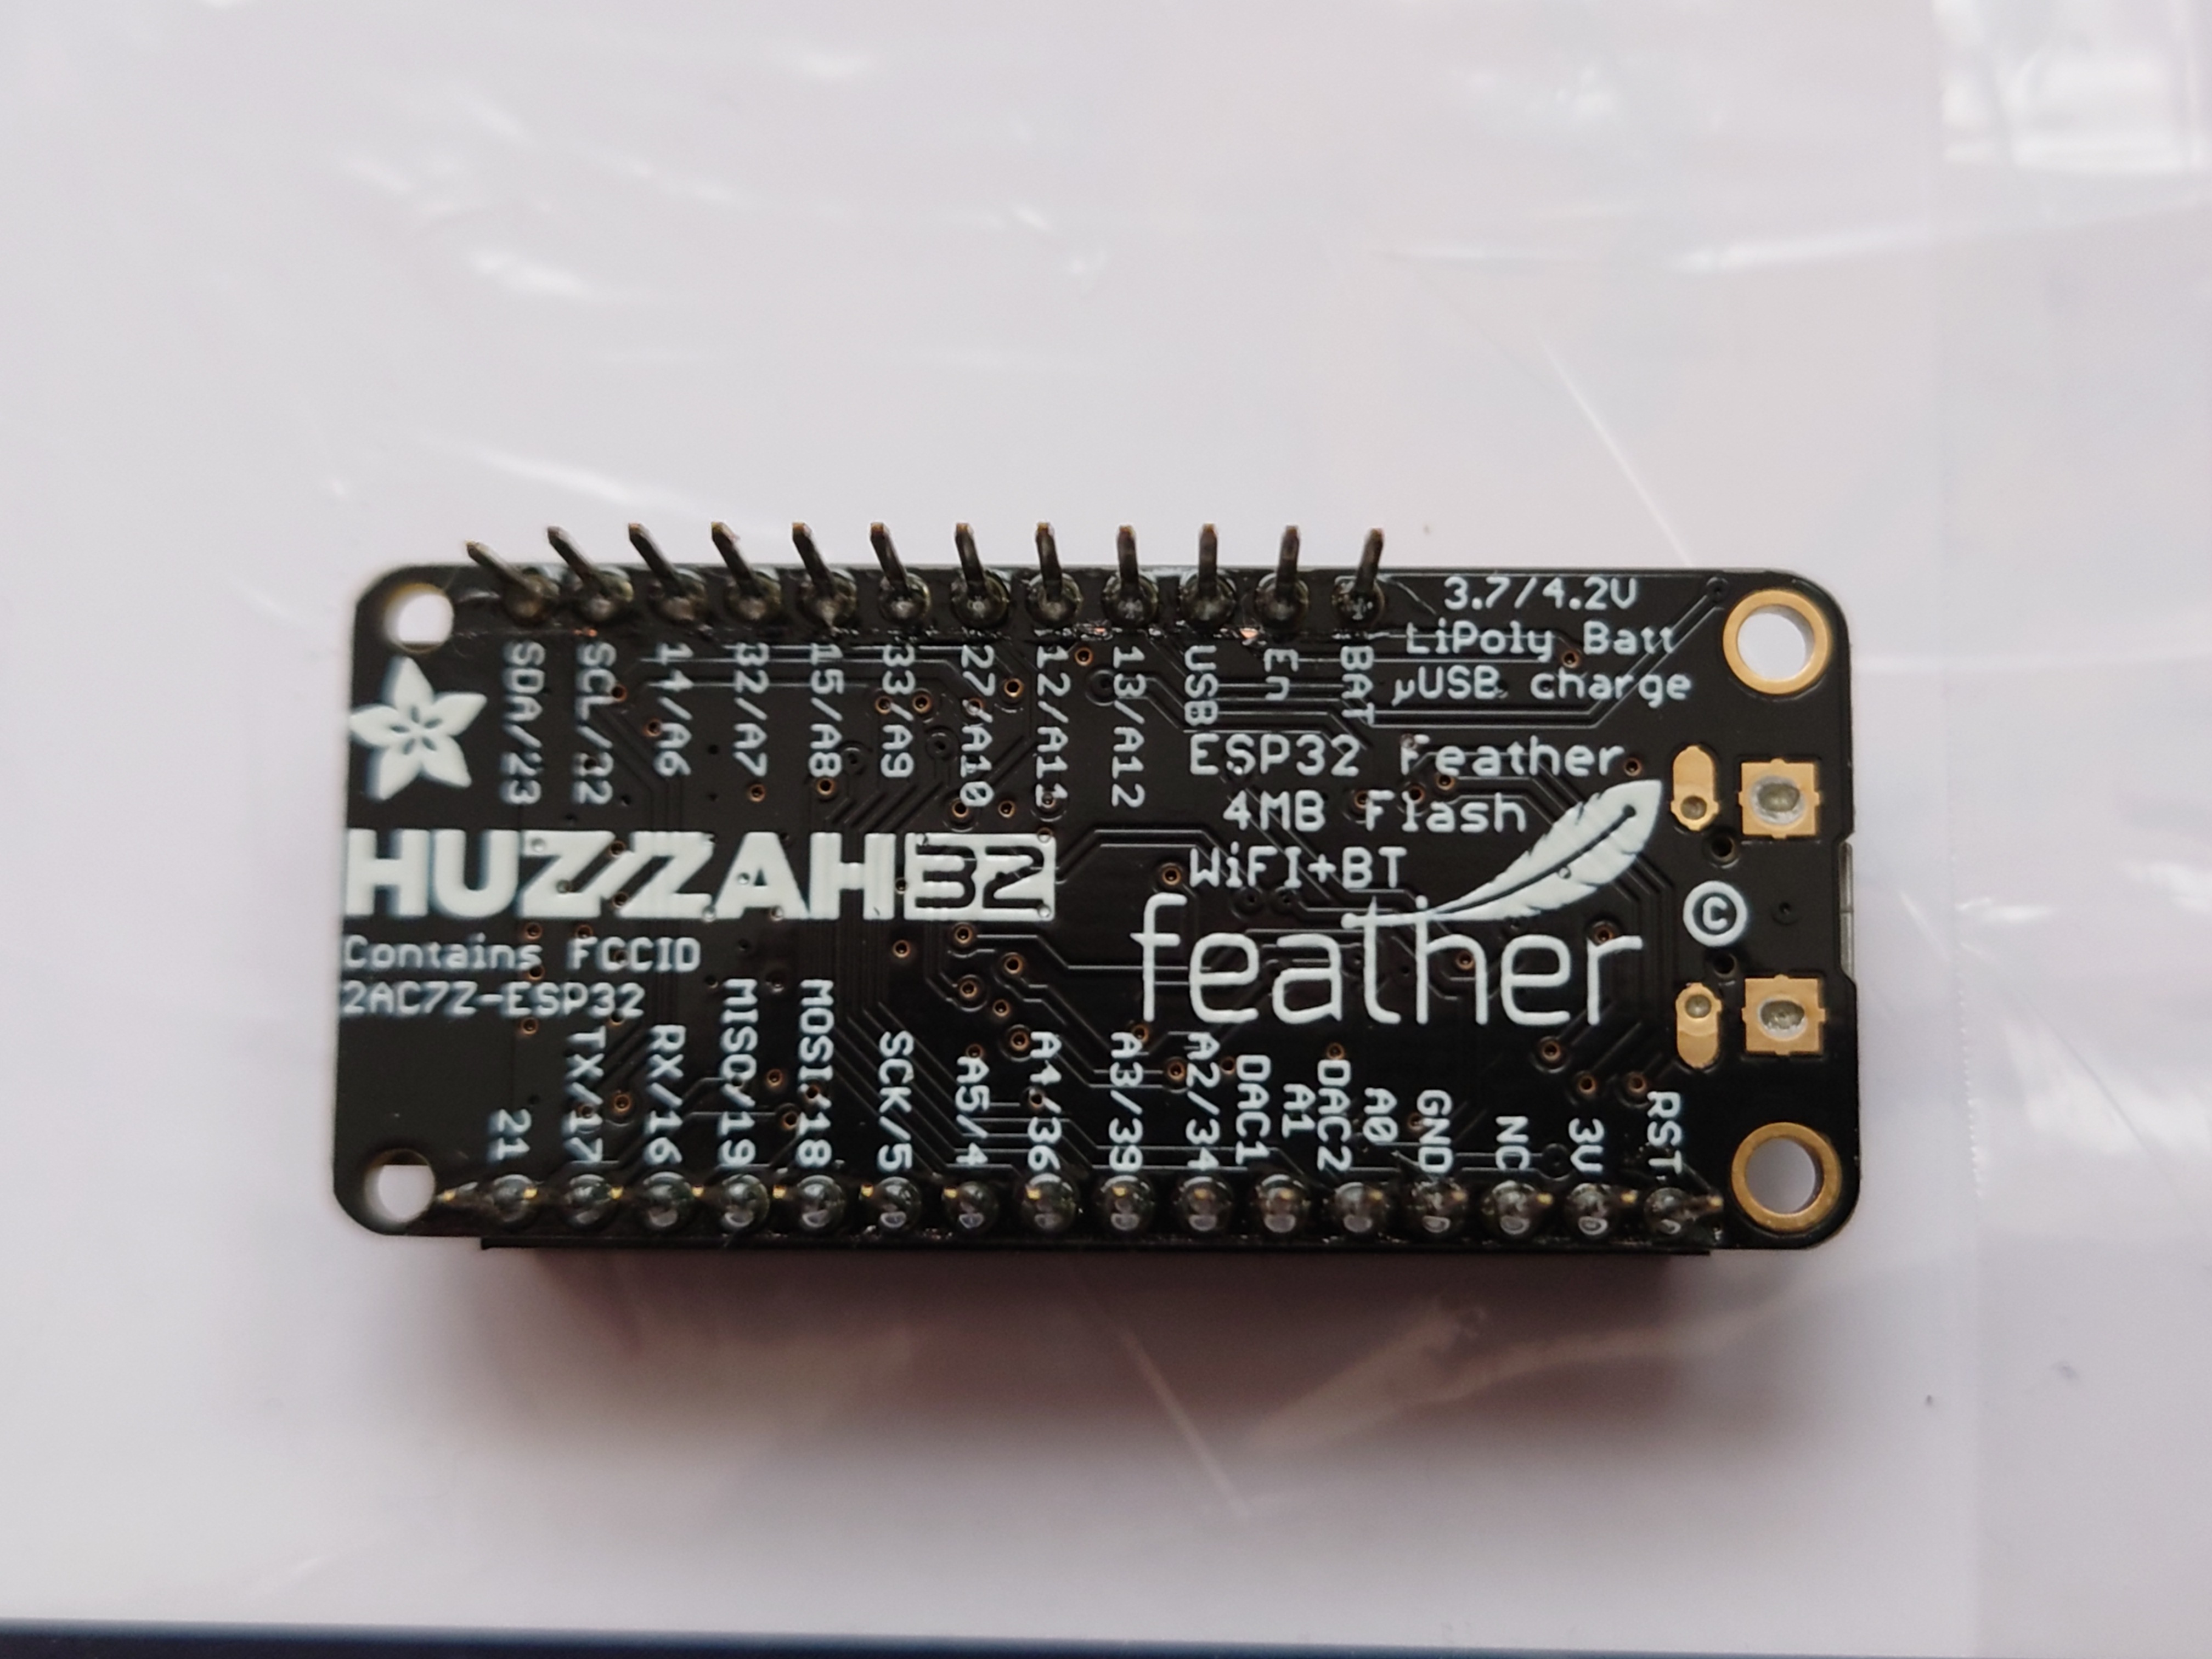 3.7/4.2V
LiPoly Batt
µUSB charge
SDA/23
SCL/22
14/A6
32/A7
15/A8
33/A9
27/A10
12/A11
13/A12
USB
En
BAT
ESP32 Feather
4MB Flash
WiFI+BT
HUZZAH32
feather
©
Contains FCCID
2AC7Z-ESP32
21
TX/17
RX/16
MISO/19
MOSI/18
SCK/5
A5/4
A4/36
A3/39
A2/34
DAC1
A1
DAC2
A0
GND
NC
3V
RST